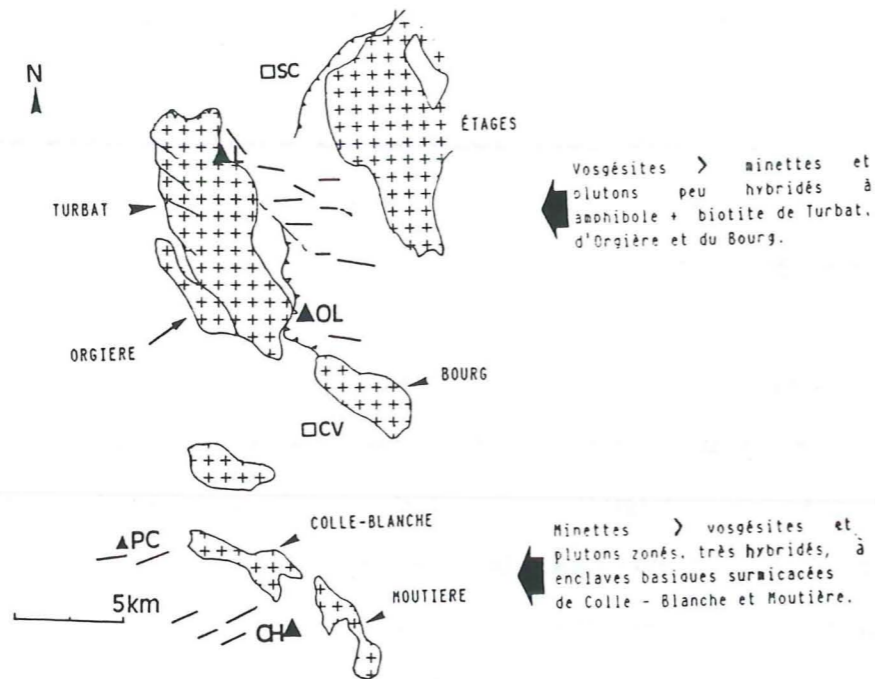 N
□SC
ÉTAGES
▲L
TURBAT
▲OL
ORGIERE
BOURG
□CV
Vosgésites > minettes et
plutons peu hybridés à
amphibole + biotite de Turbat.
d'Orgière et du Bourg.
COLLE-BLANCHE
▲PC
MOUTIERE
5km
CH▲
Minettes > vosgésites et
plutons zonés. très hybridés, à
enclaves basiques surmicacées
de Colle - Blanche et Moutière.